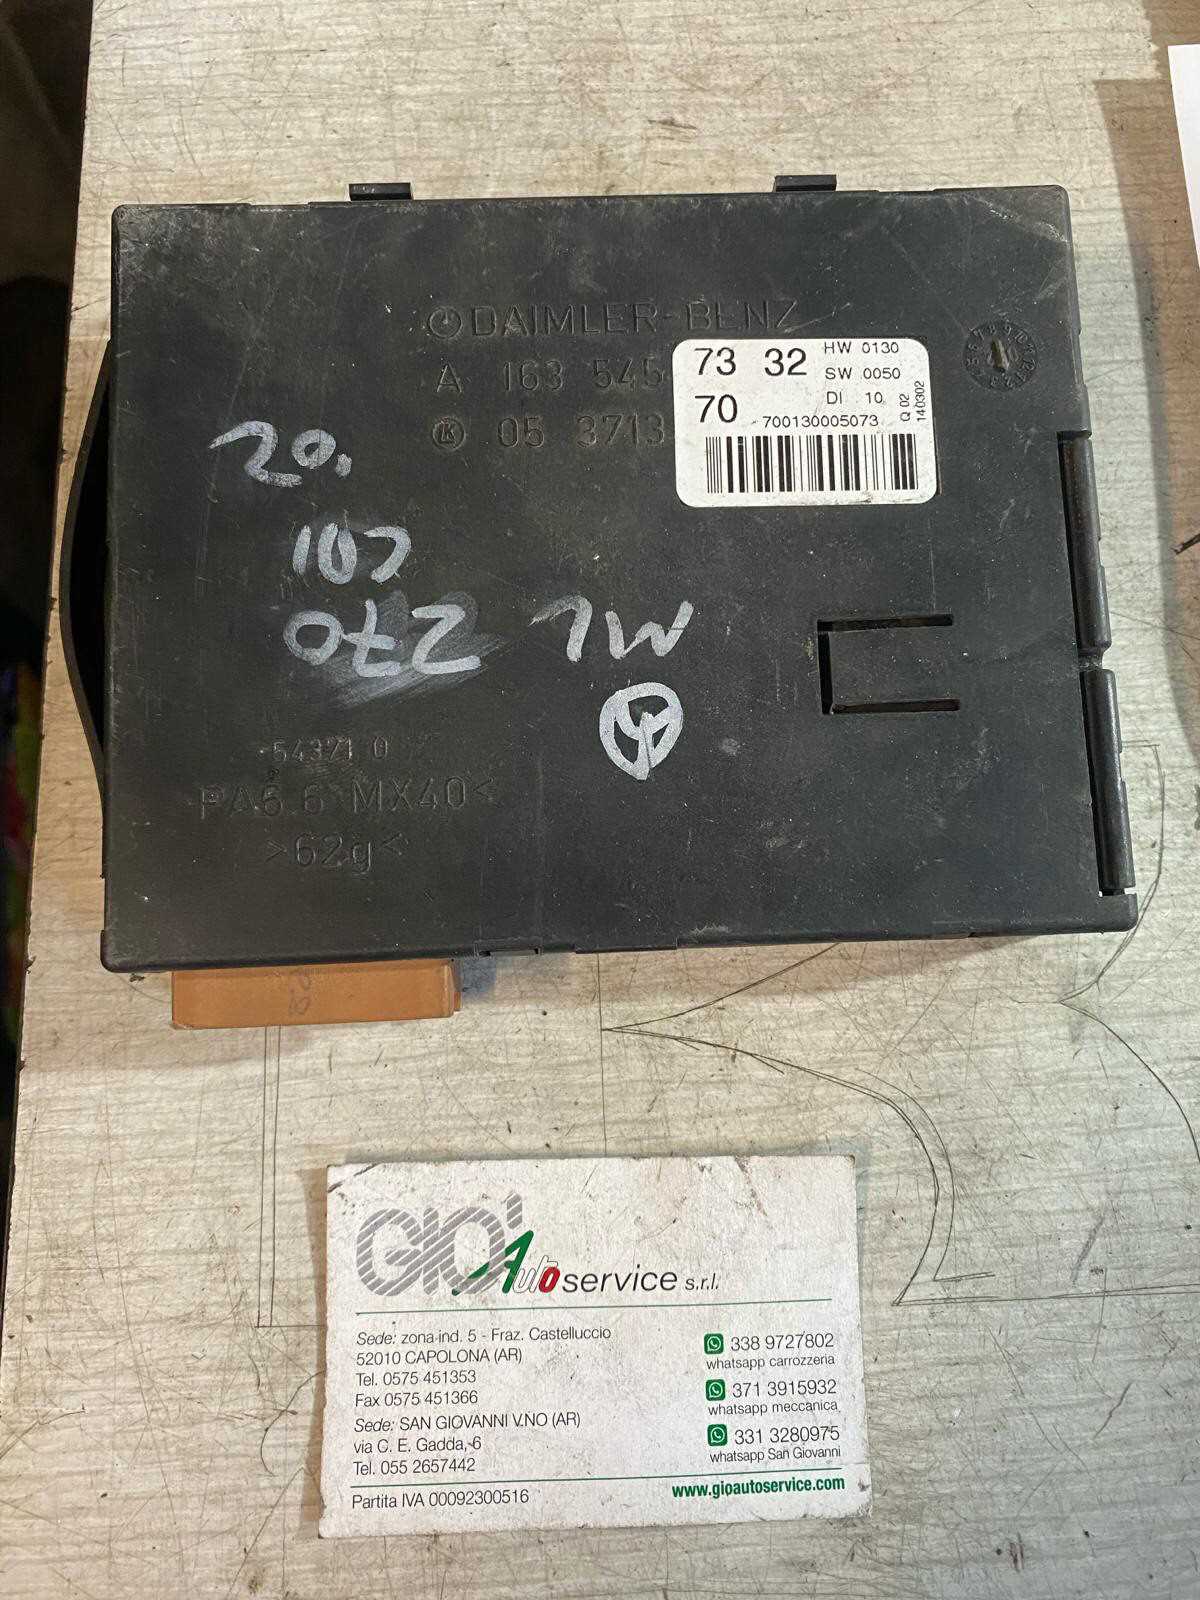 DAIMLER-BENZ
A 163 545 73 32
HW 0130
SW 0050
DI 10
Q 02
140302
05 3713 70
700130005073
20.
107
270 ML
54371 0
PA6.6 MX40<
>62g<
GIO' Auto service s.r.l.
Sede: zona ind. 5 - Fraz. Castelluccio
52010 CAPOLONA (AR)
Tel. 0575 451353
Fax 0575 451366
Sede: SAN GIOVANNI V.NO (AR)
via C. E. Gadda, 6
Tel. 055 2657442
Partita IVA 00092300516
338 9727802
whatsapp carrozzeria
371 3915932
whatsapp meccanica
331 3280975
whatsapp San Giovanni
www.gioautoservice.com